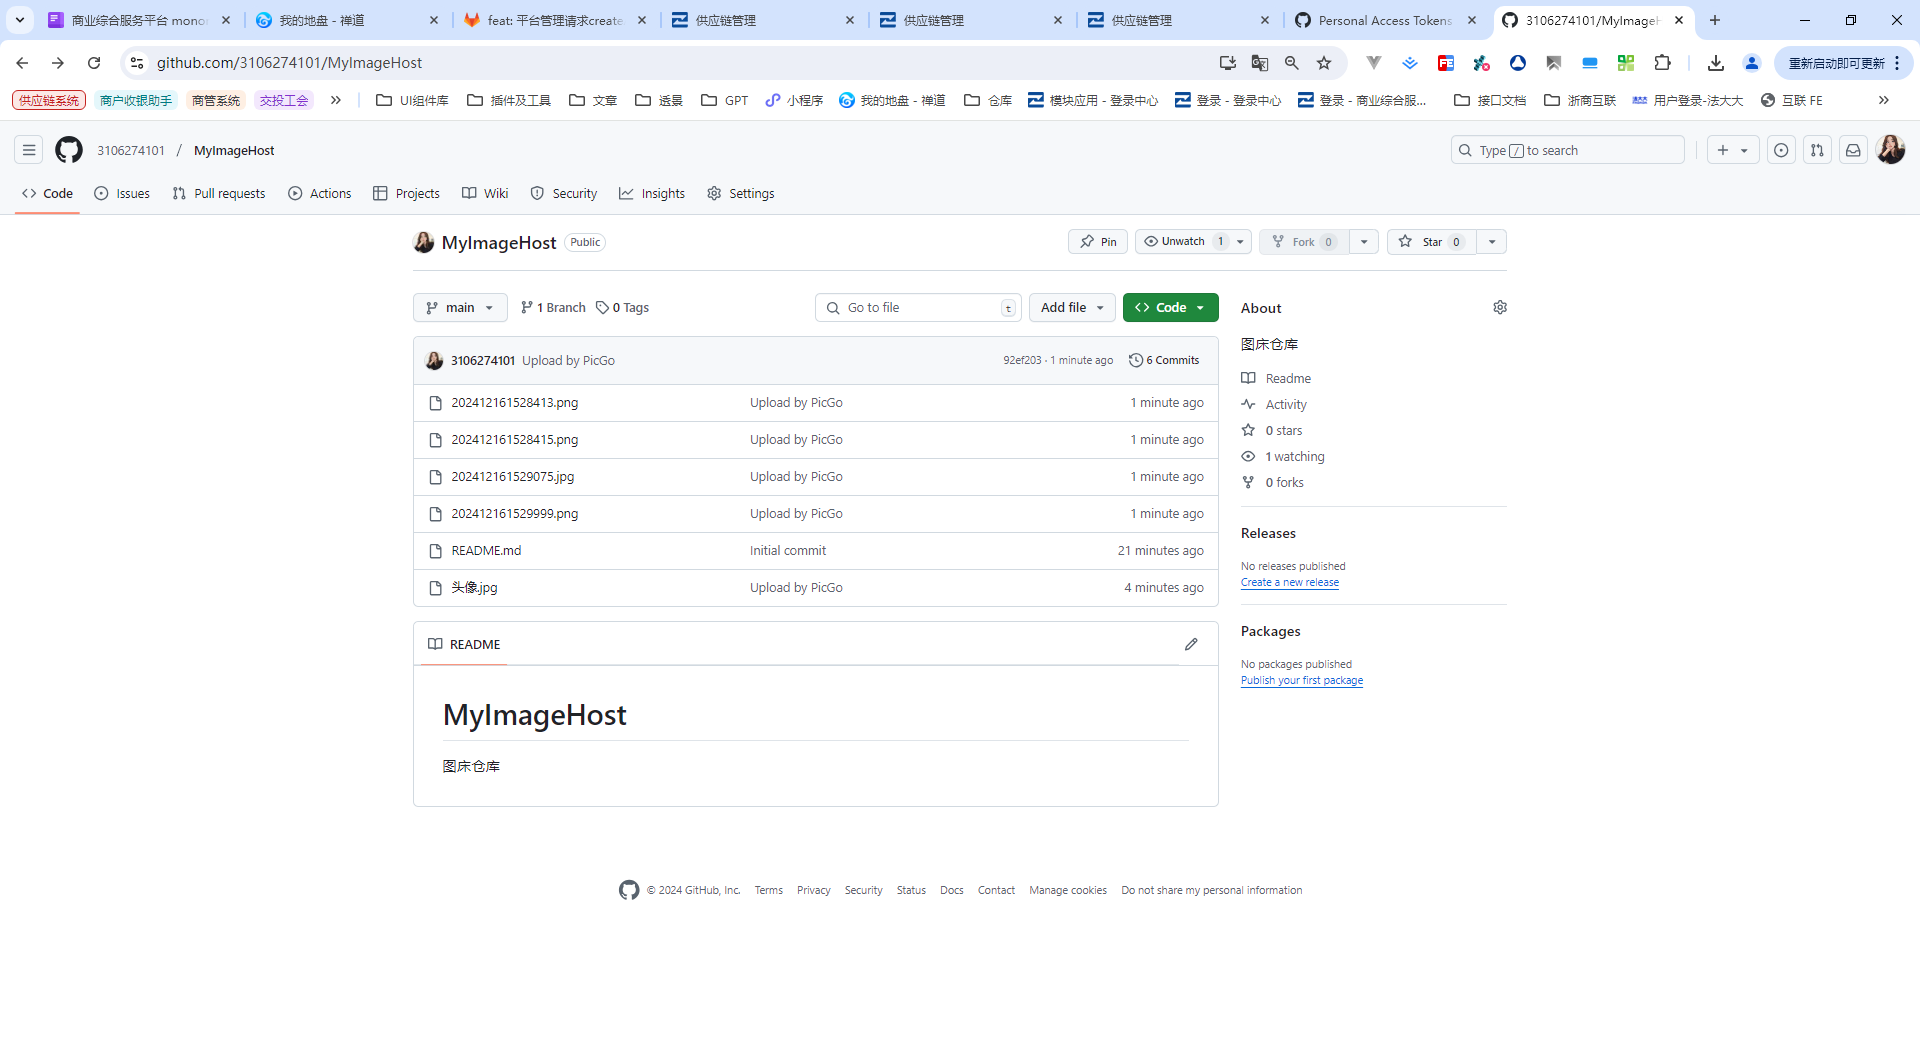 商业综合服务平台 mono
我的地盘 - 禅道
feat: 平台管理请求create
供应链管理
供应链管理
供应链管理
Personal Access Tokens
3106274101/MyImageH
github.com/3106274101/MyImageHost
重新启动即可更新
供应链系统
商户收银助手
商管系统
交投工会
UI组件库
插件及工具
文章
透景
GPT
小程序
我的地盘 - 禅道
仓库
模块应用 - 登录中心
登录 - 登录中心
登录 - 商业综合服...
接口文档
浙商互联
用户登录-法大大
互联 FE
3106274101 / MyImageHost
Type / to search
Code
Issues
Pull requests
Actions
Projects
Wiki
Security
Insights
Settings
MyImageHost Public
Pin
Unwatch 1
Fork 0
Star 0
main
1 Branch
0 Tags
Go to file t
Add file
Code
3106274101 Upload by PicGo 92ef203 · 1 minute ago 6 Commits
202412161528413.png Upload by PicGo 1 minute ago
202412161528415.png Upload by PicGo 1 minute ago
202412161529075.jpg Upload by PicGo 1 minute ago
202412161529999.png Upload by PicGo 1 minute ago
README.md Initial commit 21 minutes ago
头像.jpg Upload by PicGo 4 minutes ago
README
MyImageHost
图床仓库
About
图床仓库
Readme
Activity
0 stars
1 watching
0 forks
Releases
No releases published
Create a new release
Packages
No packages published
Publish your first package
© 2024 GitHub, Inc. Terms Privacy Security Status Docs Contact Manage cookies Do not share my personal information